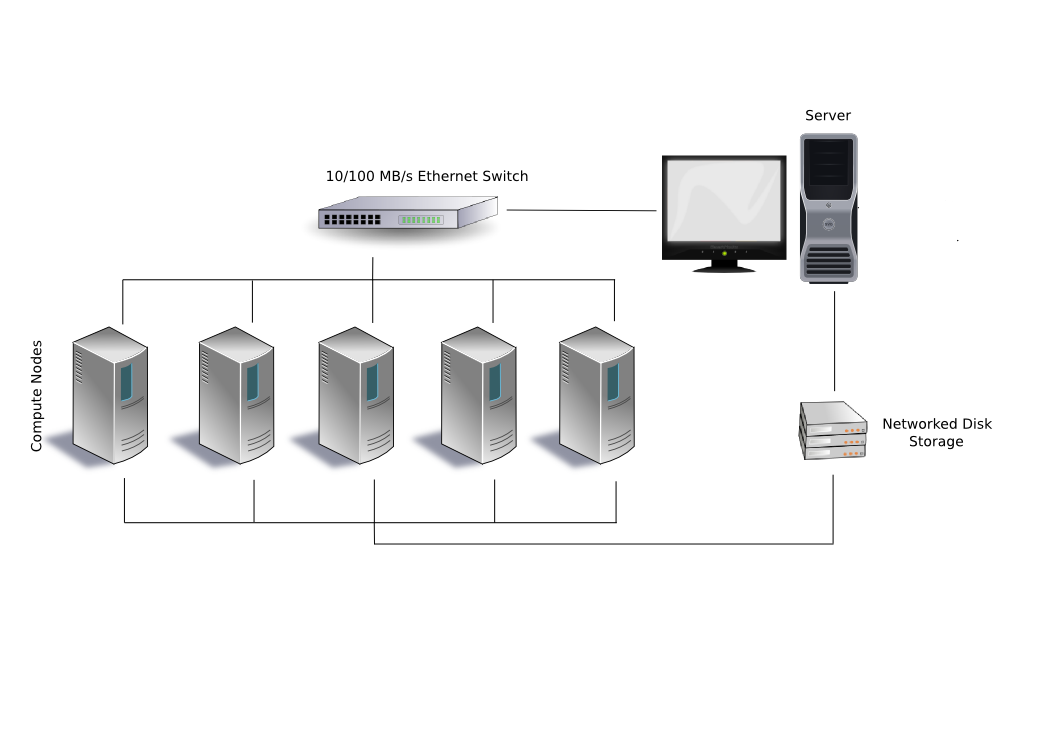 Server
10/100 MB/s Ethernet Switch
Compute Nodes
Networked Disk
Storage